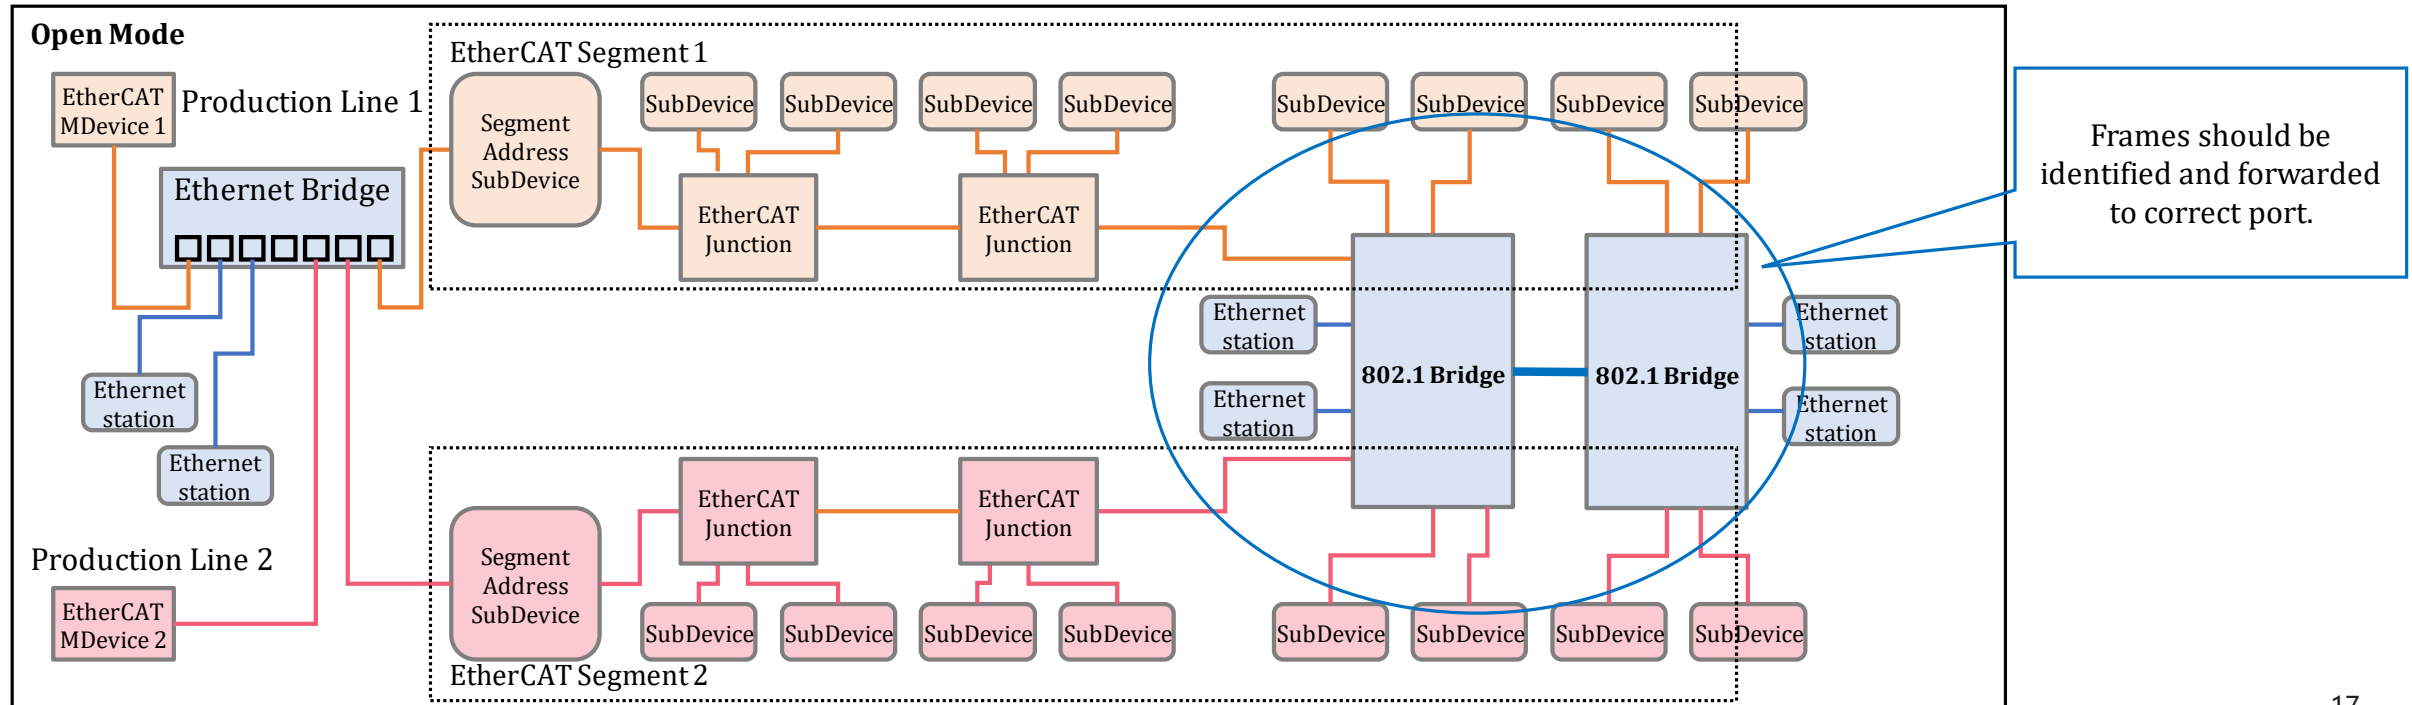 Open Mode
EtherCAT Segment 1
EtherCAT
MDevice 1
Production Line 1
Segment
Address
SubDevice
SubDevice
SubDevice
SubDevice
SubDevice
SubDevice
SubDevice
SubDevice
SubDevice
Frames should be
identified and forwarded
to correct port.
Ethernet Bridge
EtherCAT
Junction
EtherCAT
Junction
Ethernet
station
Ethernet
station
802.1 Bridge
802.1 Bridge
Ethernet
station
Ethernet
station
Ethernet
station
Ethernet
station
Production Line 2
EtherCAT
MDevice 2
Segment
Address
SubDevice
EtherCAT
Junction
EtherCAT
Junction
SubDevice
SubDevice
SubDevice
SubDevice
SubDevice
SubDevice
SubDevice
SubDevice
EtherCAT Segment 2
17